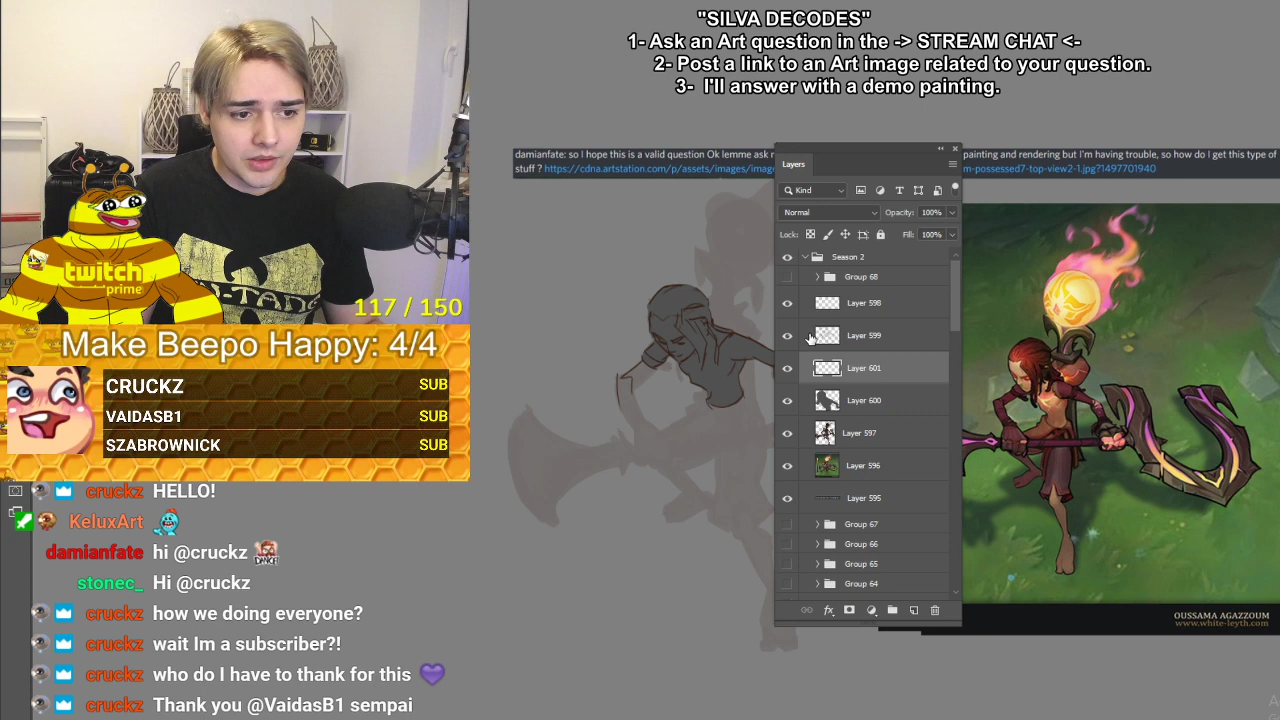 "SILVA DECODES"
1- Ask an Art question in the -> STREAM CHAT <-
2- Post a link to an Art image related to your question.
3- I'll answer with a demo painting.
damianfate: so I hope this is a valid question Ok lemme ask
painting and rendering but I'm having trouble, so how do I get this type of
stuff ? https://cdna.artstation.com/p/assets/images/
m-possessed7-top-view2-1.jpg?1497701940
Layers
Kind
Normal
Opacity: 100%
Lock:
Fill: 100%
Season 2
Group 68
Layer 598
Layer 599
Layer 601
Layer 600
Layer 597
Layer 596
Layer 595
Group 67
Group 66
Group 65
Group 64
fx
OUSSAMA AGAZZOUM
www.white-leyth.com
twitch
prime
117 / 150
Make Beepo Happy: 4/4
CRUCKZ SUB
VAIDASB1 SUB
SZABROWNICK SUB
cruckz HELLO!
KeluxArt
damianfate hi @cruckz
stonec_ Hi @cruckz
cruckz how we doing everyone?
cruckz wait Im a subscriber?!
cruckz who do I have to thank for this
cruckz Thank you @VaidasB1 sempai